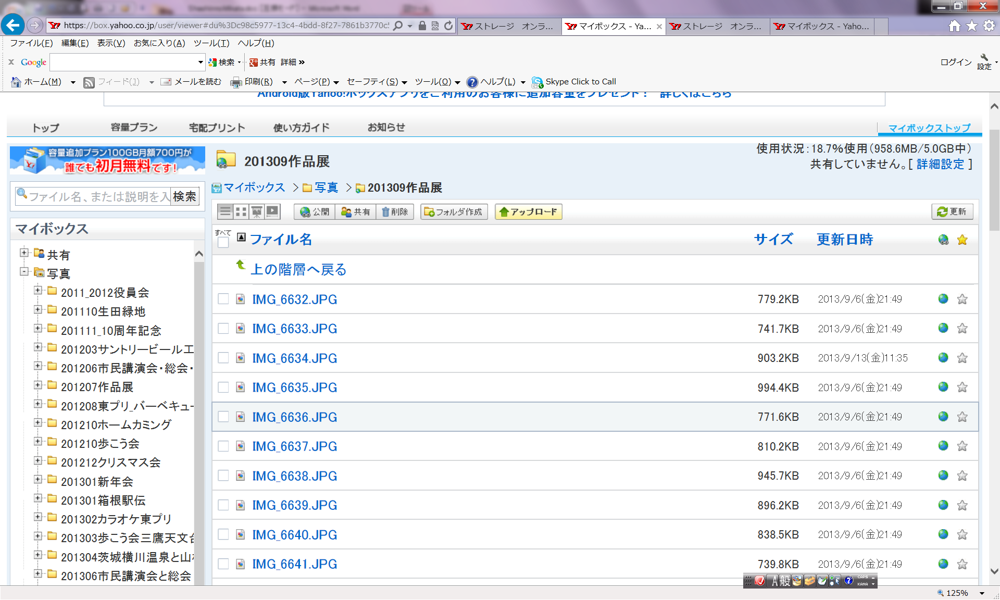 https://box.yahoo.co.jp/user/viewer#du%3Dc98c5977-13c4-4bdd-8f27-7861b3770c!
ストレージ　オンラ...
マイボックス - Ya...
ストレージ　オンラ...
マイボックス - Yaho...
ファイル(F) 編集(E) 表示(V) お気に入り(A) ツール(T) ヘルプ(H)
x Google 検索 共有 詳細 »
ログイン 設定
ホーム(M) フィード(J) メールを読む 印刷(R) ページ(P) セーフティ(S) ツール(O) ヘルプ(L) Skype Click to Call
Android版Yahoo!ボックスアプリをご利用のお客様に追加容量をプレゼント！　詳しくはこちら
トップ 容量プラン 宅配プリント 使い方ガイド お知らせ マイボックストップ
容量追加プラン100GB月額700円が
誰でも初月無料です!
201309作品展
使用状況：18.7%使用（958.6MB/5.0GB中）
共有していません。[ 詳細設定 ]
ファイル名、または説明を入 検索
マイボックス > 写真 > 201309作品展
公開 共有 削除 フォルダ作成 アップロード 更新
マイボックス
共有
写真
2011_2012役員会
201110生田緑地
201111_10周年記念
201203サントリービール工
201206市民講演会・総会・
201207作品展
201208東プリ_バーベキュー
201210ホームカミング
201210歩こう会
201212クリスマス会
201301新年会
201301箱根駅伝
201302カラオケ東プリ
201303歩こう会三鷹天文台
201304茨城横川温泉と山
201306市民講演会と総会
すべて ファイル名 サイズ 更新日時
上の階層へ戻る
IMG_6632.JPG 779.2KB 2013/9/6(金)21:49
IMG_6633.JPG 741.7KB 2013/9/6(金)21:49
IMG_6634.JPG 903.2KB 2013/9/13(金)11:35
IMG_6635.JPG 994.4KB 2013/9/6(金)21:49
IMG_6636.JPG 771.6KB 2013/9/6(金)21:49
IMG_6637.JPG 810.2KB 2013/9/6(金)21:49
IMG_6638.JPG 945.7KB 2013/9/6(金)21:49
IMG_6639.JPG 896.2KB 2013/9/6(金)21:49
IMG_6640.JPG 838.5KB 2013/9/6(金)21:49
IMG_6641.JPG 739.8KB 2013/9/6(金)21:49
A 般 CAPS KANA
125%